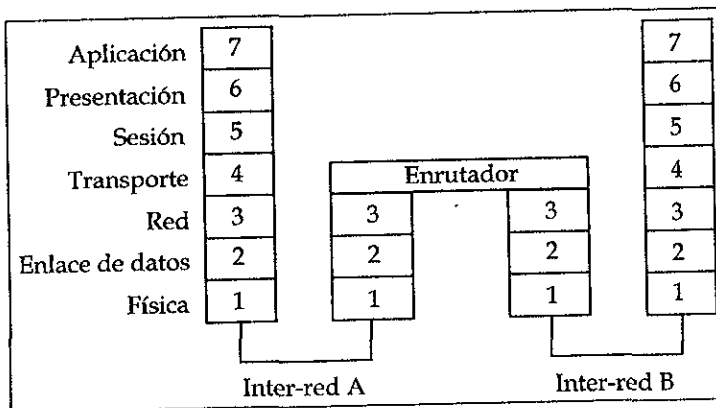 Aplicación 7 7
Presentación 6 6
Sesión 5 5
Transporte 4 Enrutador 4
Red 3 3 3 3
Enlace de datos 2 2 2 2
Física 1 1 1 1
Inter-red A Inter-red B